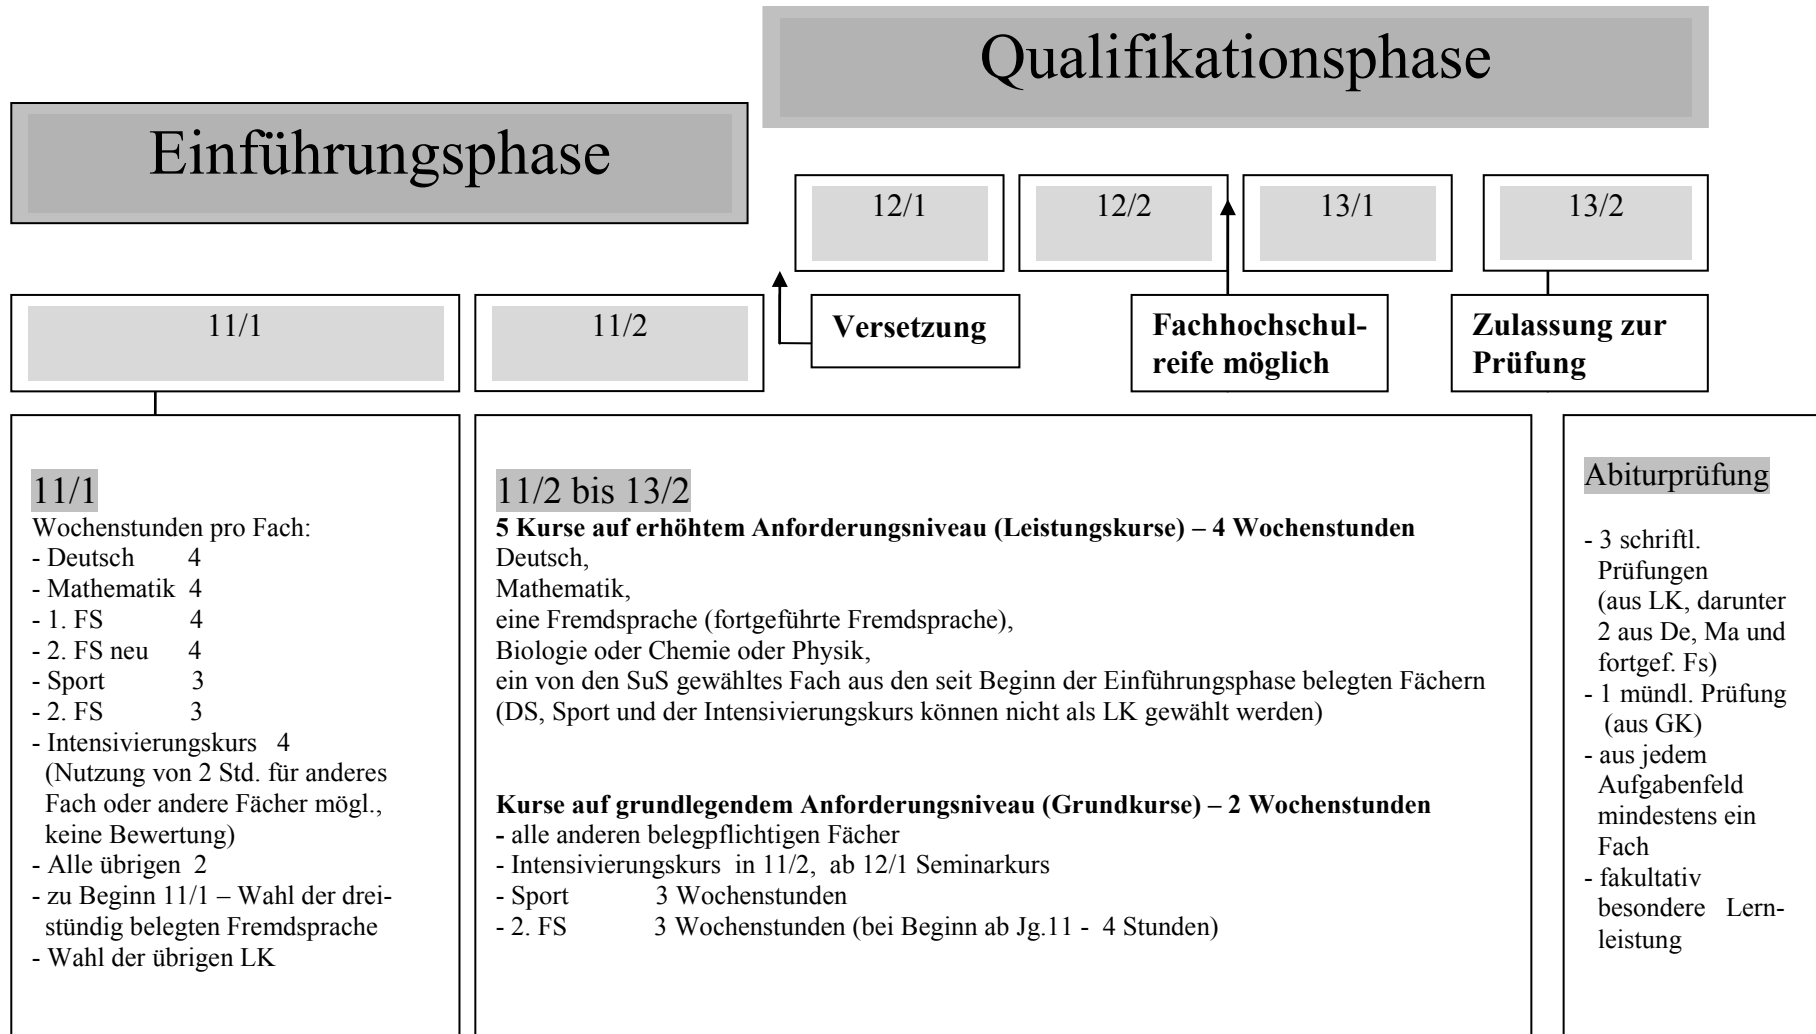 Qualifikationsphase
Einführungsphase
12/1
12/2
13/1
13/2
11/1
11/2
Versetzung
Fachhochschul-
reife möglich
Zulassung zur
Prüfung
11/1
Wochenstunden pro Fach:
- Deutsch 4
- Mathematik 4
- 1. FS 4
- 2. FS neu 4
- Sport 3
- 2. FS 3
- Intensivierungskurs 4
(Nutzung von 2 Std. für anderes
Fach oder andere Fächer mögl.,
keine Bewertung)
- Alle übrigen 2
- zu Beginn 11/1 – Wahl der drei-
stündig belegten Fremdsprache
- Wahl der übrigen LK
11/2 bis 13/2
5 Kurse auf erhöhtem Anforderungsniveau (Leistungskurse) – 4 Wochenstunden
Deutsch,
Mathematik,
eine Fremdsprache (fortgeführte Fremdsprache),
Biologie oder Chemie oder Physik,
ein von den SuS gewähltes Fach aus den seit Beginn der Einführungsphase belegten Fächern
(DS, Sport und der Intensivierungskurs können nicht als LK gewählt werden)
Kurse auf grundlegendem Anforderungsniveau (Grundkurse) – 2 Wochenstunden
- alle anderen belegpflichtigen Fächer
- Intensivierungskurs in 11/2, ab 12/1 Seminarkurs
- Sport 3 Wochenstunden
- 2. FS 3 Wochenstunden (bei Beginn ab Jg.11 - 4 Stunden)
Abiturprüfung
- 3 schriftl.
Prüfungen
(aus LK, darunter
2 aus De, Ma und
fortgef. Fs)
- 1 mündl. Prüfung
(aus GK)
- aus jedem
Aufgabenfeld
mindestens ein
Fach
- fakultativ
besondere Lern-
leistung